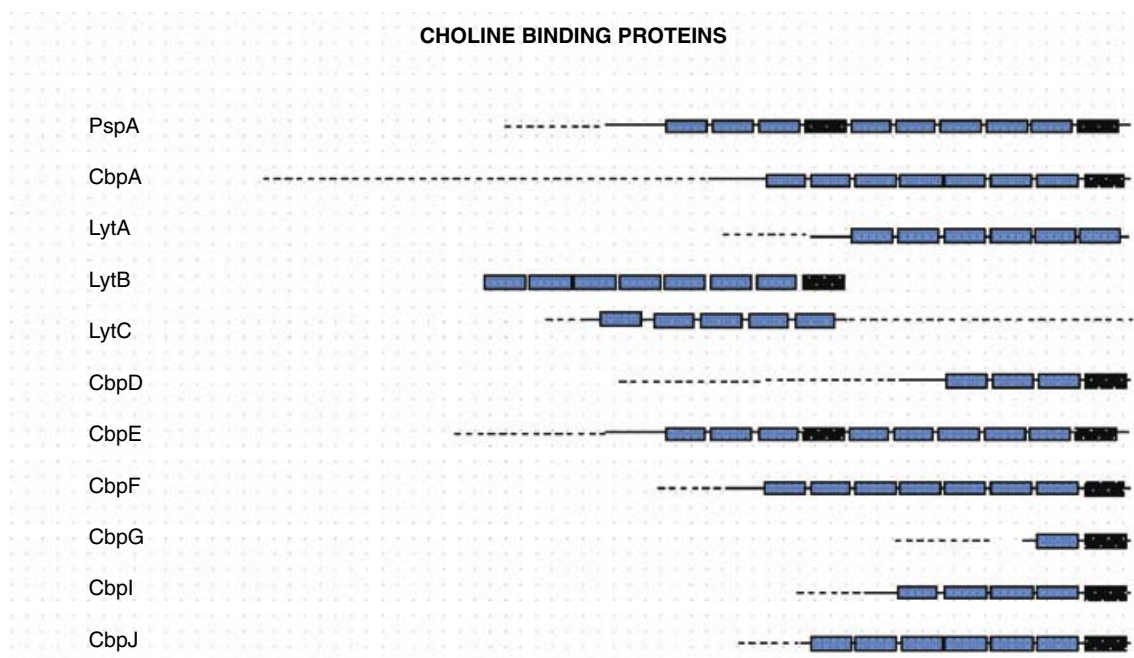 CHOLINE BINDING PROTEINS
PspA
CbpA
LytA
LytB
LytC
CbpD
CbpE
CbpF
CbpG
CbpI
CbpJ